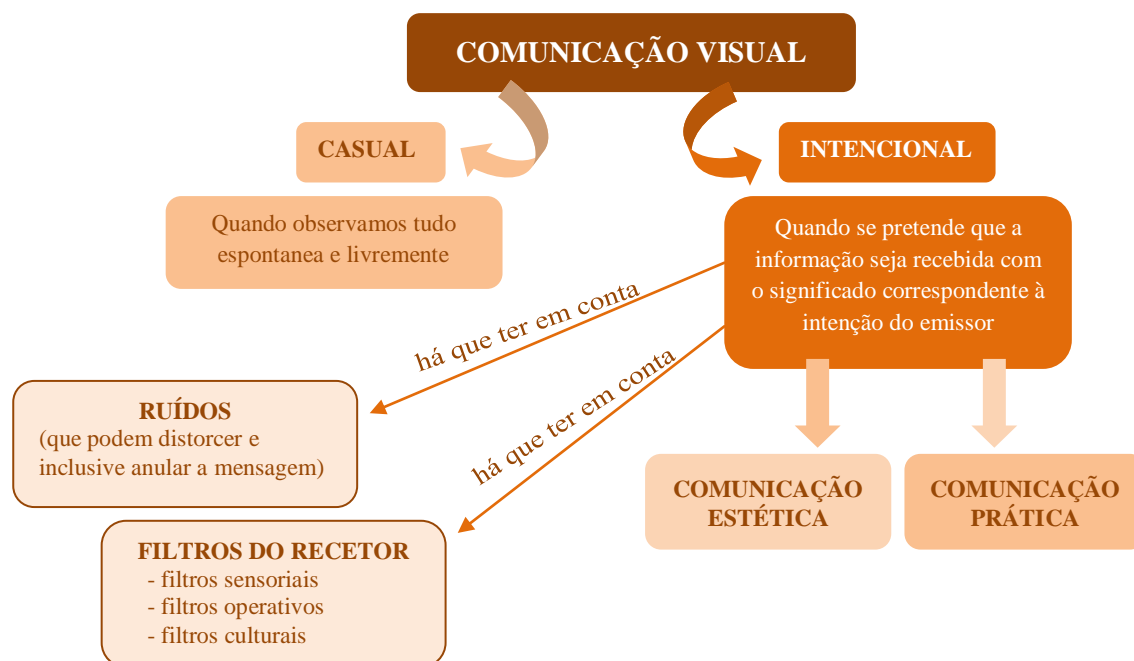 COMUNICAÇÃO VISUAL
CASUAL
Quando observamos tudo
espontanea e livremente
INTENCIONAL
Quando se pretende que a
informação seja recebida com
o significado correspondente à
intenção do emissor
há que ter em conta
há que ter em conta
RUÍDOS
(que podem distorcer e
inclusive anular a mensagem)
FILTROS DO RECETOR
- filtros sensoriais
- filtros operativos
- filtros culturais
COMUNICAÇÃO
ESTÉTICA
COMUNICAÇÃO
PRÁTICA